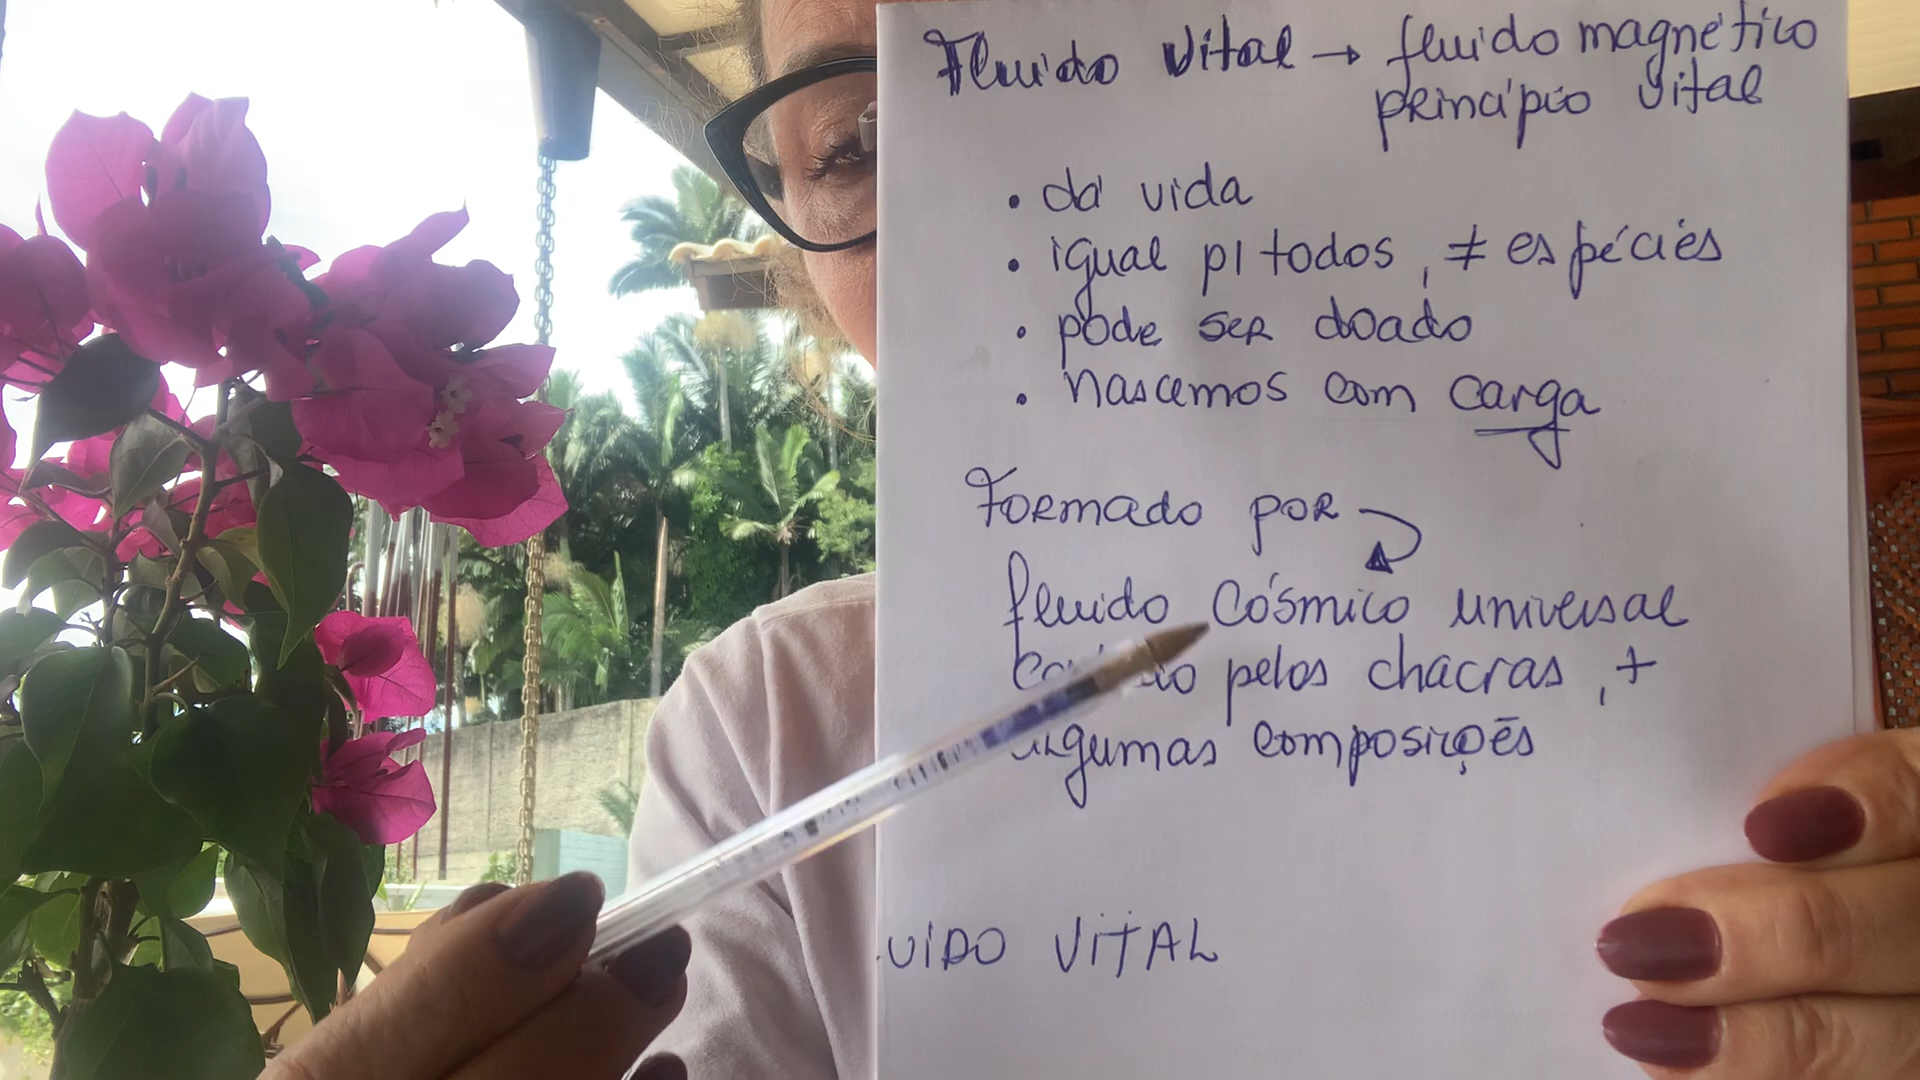 Fluido Vital → fluido magnético
princípio vital
• dá vida
• igual p/ todos, ≠ espécies
• pode ser doado
• nascemos com carga
Formado por
fluido cósmico universal
pelos chacras, +
algumas composições
UIDO VITAL